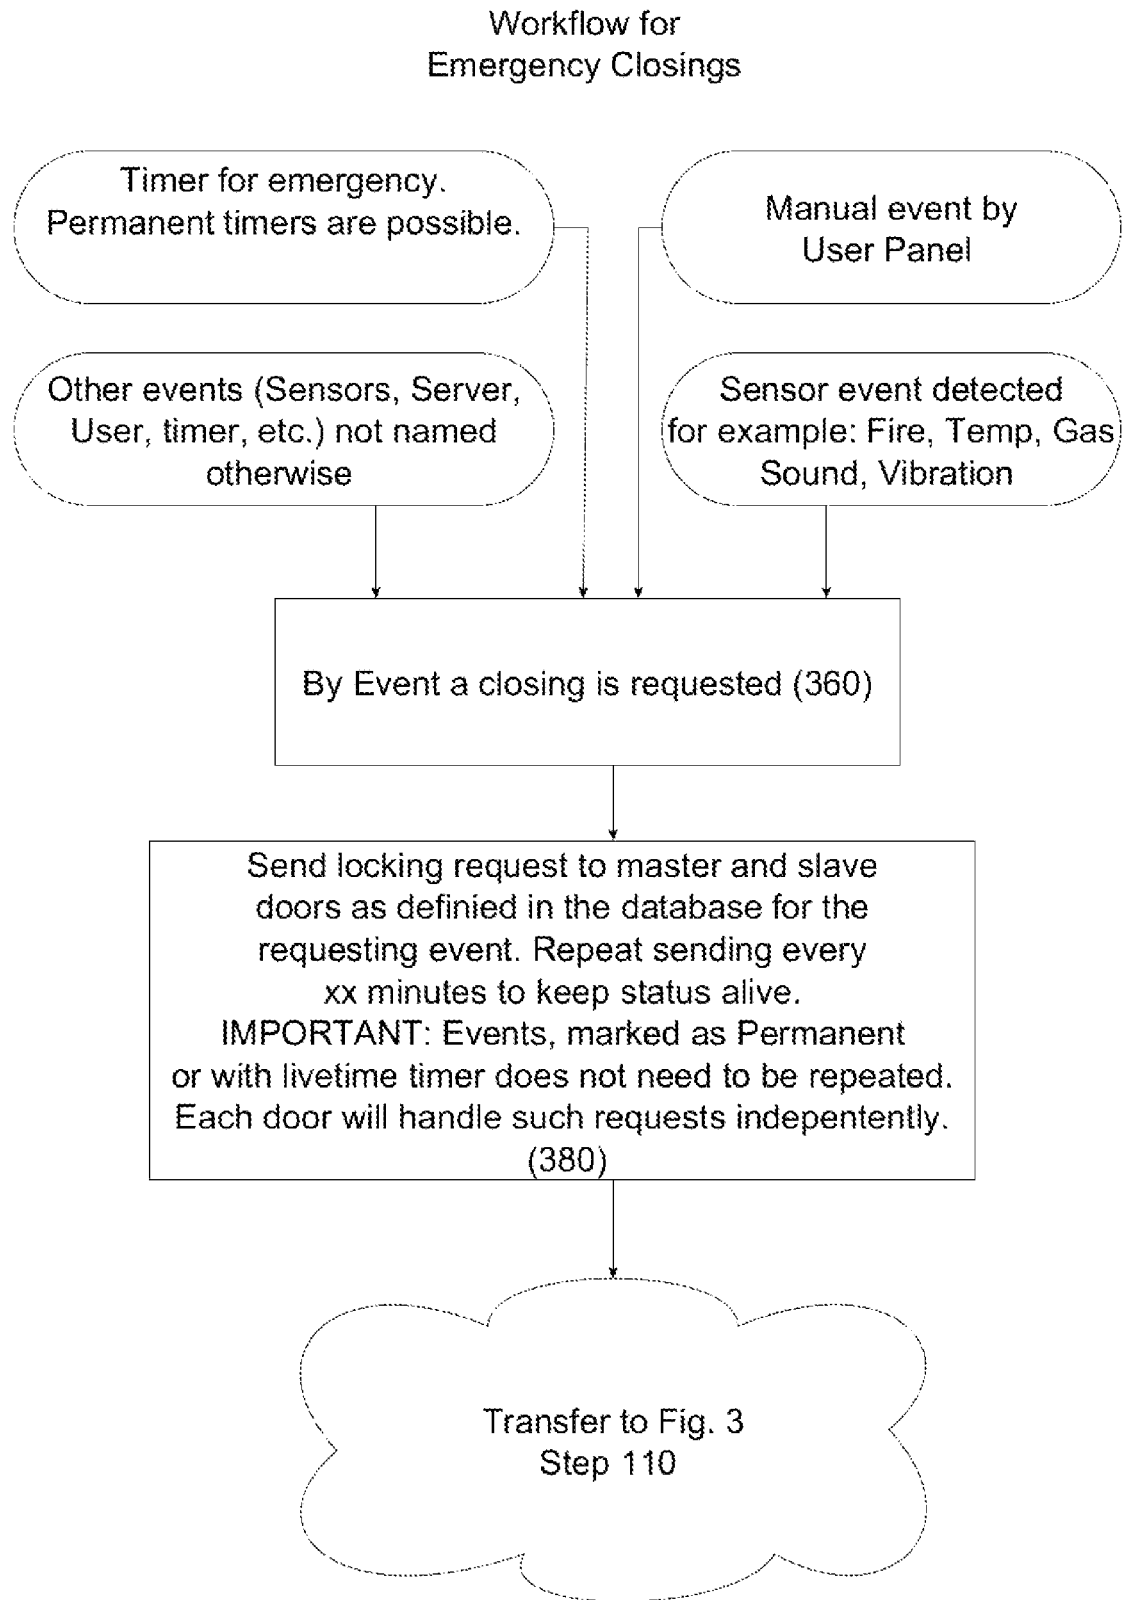 Workflow for
Emergency Closings
Timer for emergency.
Permanent timers are possible.
Manual event by
User Panel
Other events (Sensors, Server,
User, timer, etc.) not named
otherwise
Sensor event detected
for example: Fire, Temp, Gas
Sound, Vibration
By Event a closing is requested (360)
Send locking request to master and slave
doors as definied in the database for the
requesting event. Repeat sending every
xx minutes to keep status alive.
IMPORTANT: Events, marked as Permanent
or with livetime timer does not need to be repeated.
Each door will handle such requests indepentently.
(380)
Transfer to Fig. 3
Step 110